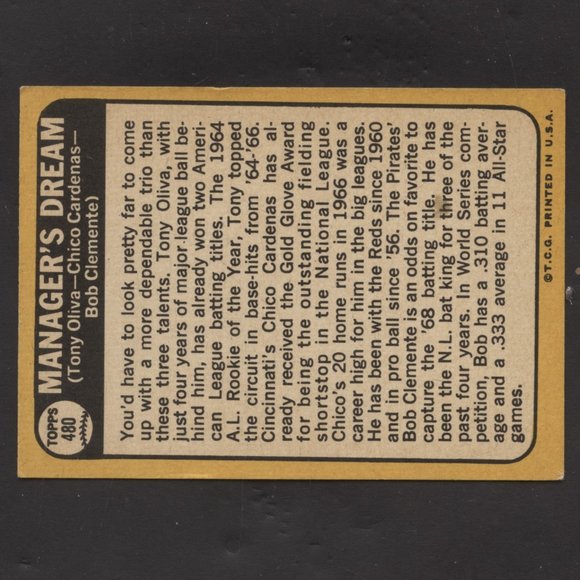 TOPPS
480
MANAGER'S DREAM
(Tony Oliva—Chico Cardenas—
Bob Clemente)
You'd have to look pretty far to come
up with a more dependable trio than
these three talents. Tony Oliva, with
just four years of major-league ball be-
hind him, has already won two Ameri-
can League batting titles. The 1964
A.L. Rookie of the Year, Tony topped
the circuit in base-hits from '64-'66.
Cincinnati's Chico Cardenas has al-
ready received the Gold Glove Award
for being the outstanding fielding
shortstop in the National League.
Chico's 20 home runs in 1966 was a
career high for him in the big leagues.
He has been with the Reds since 1960
and in pro ball since '56. The Pirates'
Bob Clemente is an odds on favorite to
capture the '68 batting title. He has
been the N.L. bat king for three of the
past four years. In World Series com-
petition, Bob has a .310 batting aver-
age and a .333 average in 11 All-Star
games.
©T.C.G. PRINTED IN U.S.A.